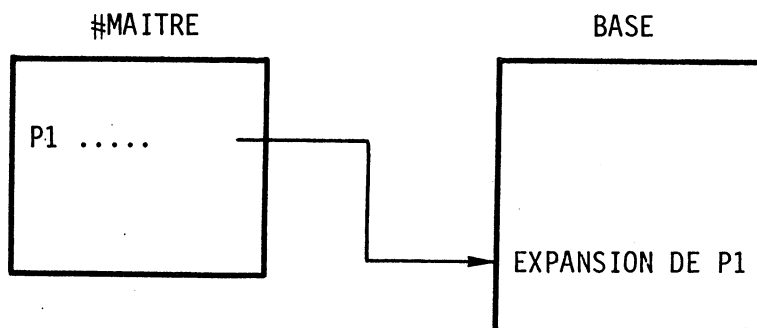 #MAITRE
BASE
P1 .....
EXPANSION DE P1